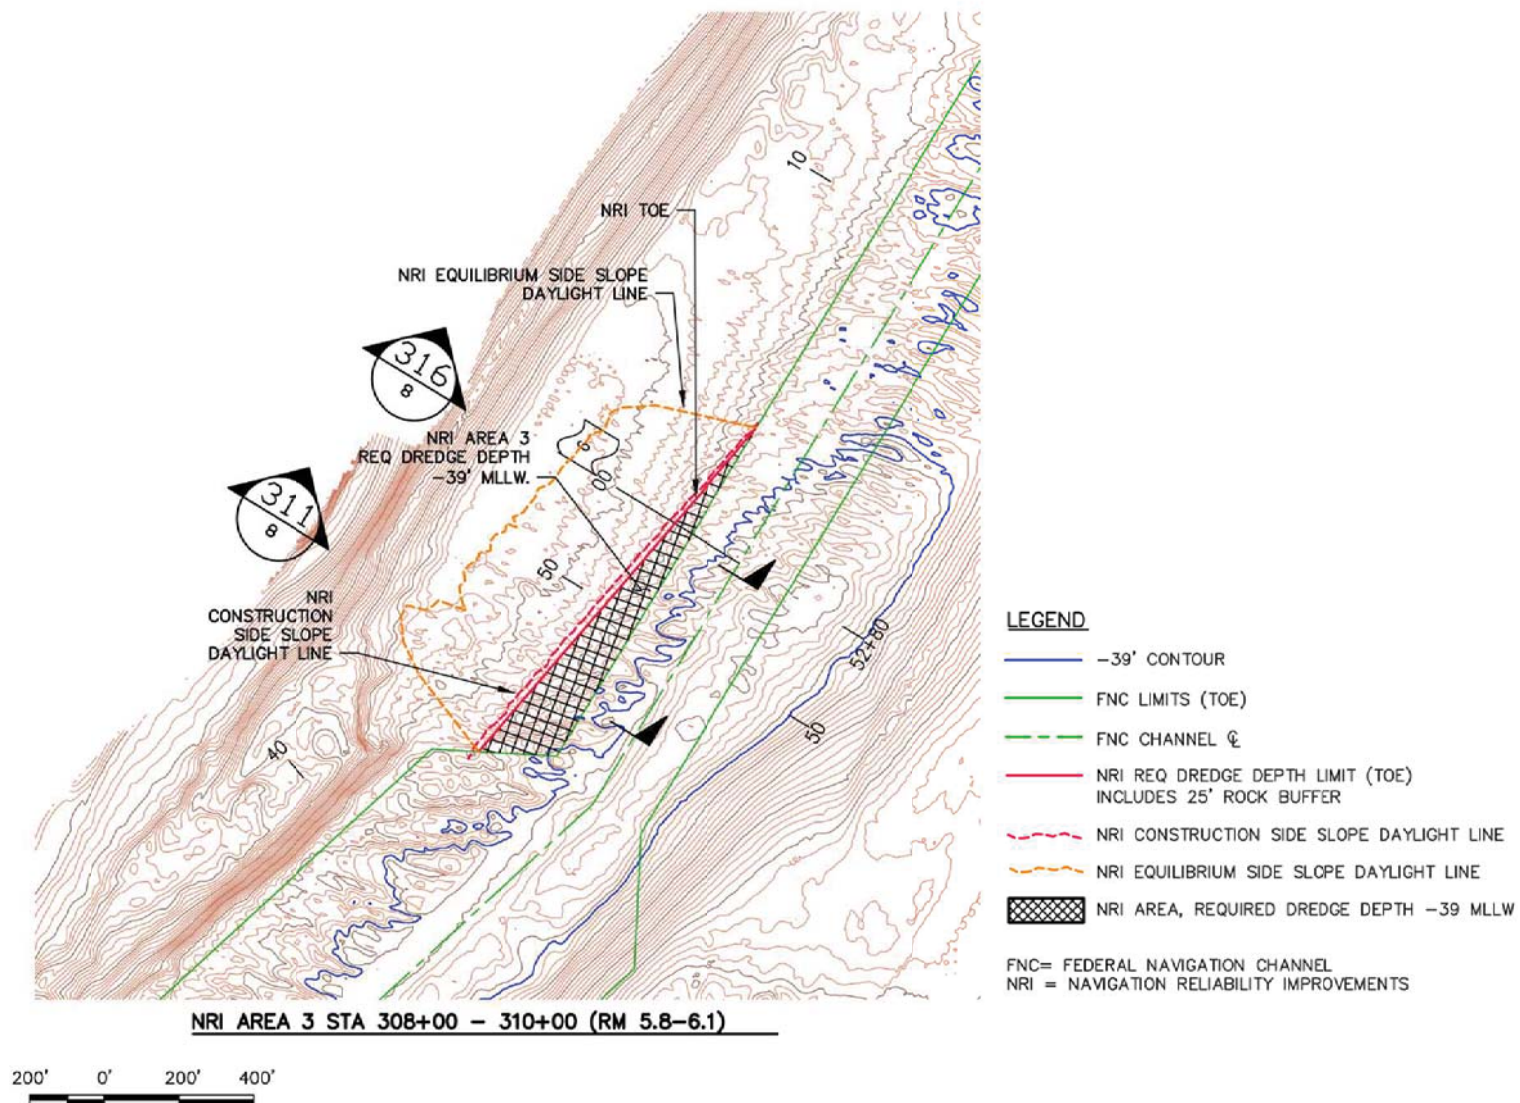 10
NRI TOE
NRI EQUILIBRIUM SIDE SLOPE
DAYLIGHT LINE
316
8
NRI AREA 3
REQ DREDGE DEPTH
-39' MLLW.
6
00
311
8
50
NRI
CONSTRUCTION
SIDE SLOPE
DAYLIGHT LINE
52+80
50
40
LEGEND
-39' CONTOUR
FNC LIMITS (TOE)
FNC CHANNEL ℄
NRI REQ DREDGE DEPTH LIMIT (TOE)
INCLUDES 25' ROCK BUFFER
NRI CONSTRUCTION SIDE SLOPE DAYLIGHT LINE
NRI EQUILIBRIUM SIDE SLOPE DAYLIGHT LINE
NRI AREA, REQUIRED DREDGE DEPTH -39 MLLW
FNC= FEDERAL NAVIGATION CHANNEL
NRI = NAVIGATION RELIABILITY IMPROVEMENTS
NRI AREA 3 STA 308+00 - 310+00 (RM 5.8-6.1)
200' 0' 200' 400'